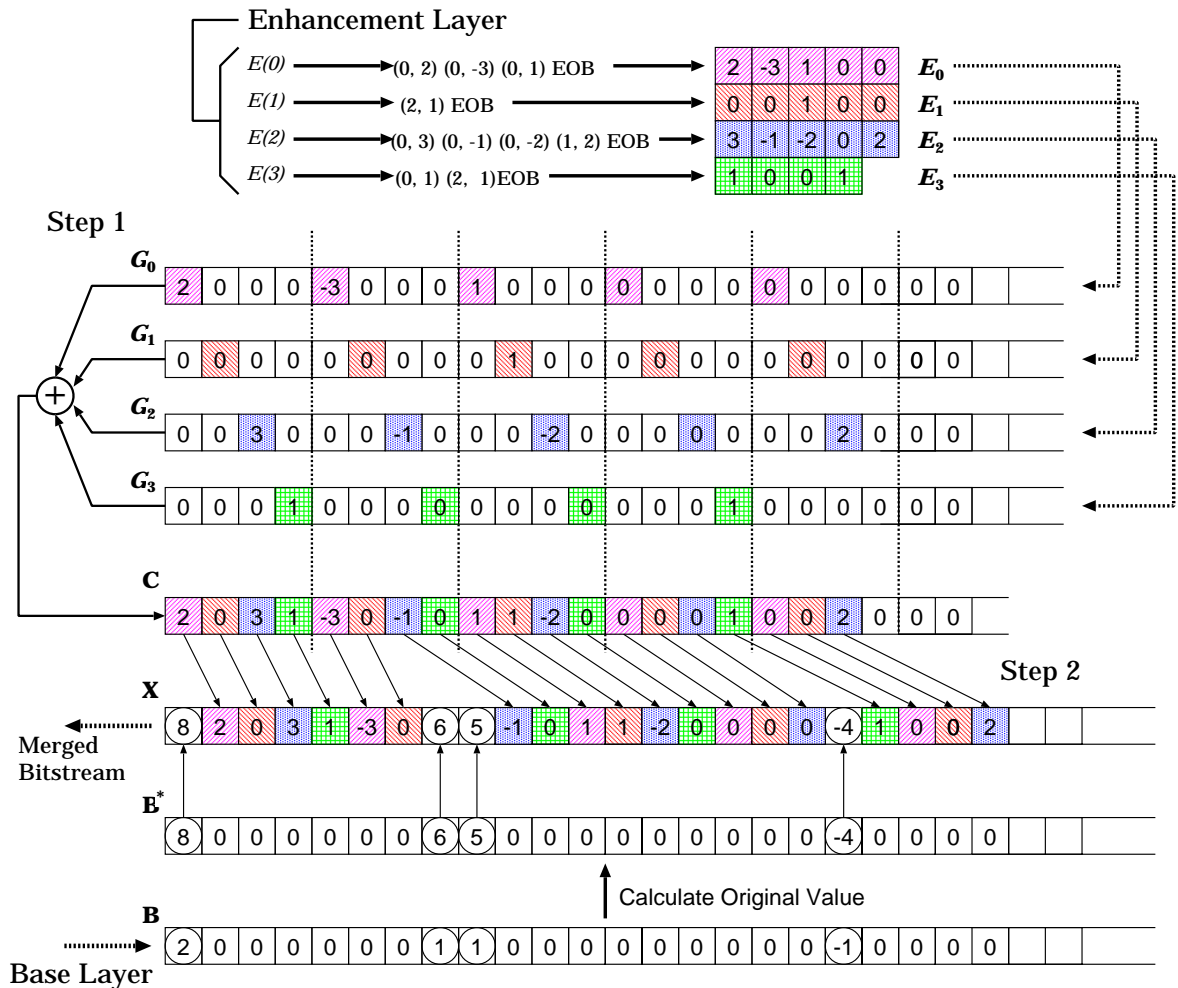 Enhancement Layer
E(0) (0, 2) (0, -3) (0, 1) EOB 2 -3 1 0 0 E0
E(1) (2, 1) EOB 0 0 1 0 0 E1
E(2) (0, 3) (0, -1) (0, -2) (1, 2) EOB 3 -1 -2 0 2 E2
E(3) (0, 1) (2, 1)EOB 1 0 0 1 E3
Step 1
G0 2 0 0 0 -3 0 0 0 1 0 0 0 0 0 0 0 0 0 0 0 0 0
G1 0 0 0 0 0 0 0 0 0 1 0 0 0 0 0 0 0 0 0 0 0 0
+
G2 0 0 3 0 0 0 -1 0 0 0 -2 0 0 0 0 0 0 0 2 0 0 0
G3 0 0 0 1 0 0 0 0 0 0 0 0 0 0 0 1 0 0 0 0 0 0
C 2 0 3 1 -3 0 -1 0 1 1 -2 0 0 0 0 1 0 0 2 0 0 0
Step 2
X 8 2 0 3 1 -3 0 6 5 -1 0 1 1 -2 0 0 0 0 -4 1 0 0 2
Merged
Bitstream
B* 8 0 0 0 0 0 0 6 5 0 0 0 0 0 0 0 0 0 -4 0 0 0 0
Calculate Original Value
B 2 0 0 0 0 0 0 1 1 0 0 0 0 0 0 0 0 0 -1 0 0 0 0
Base Layer